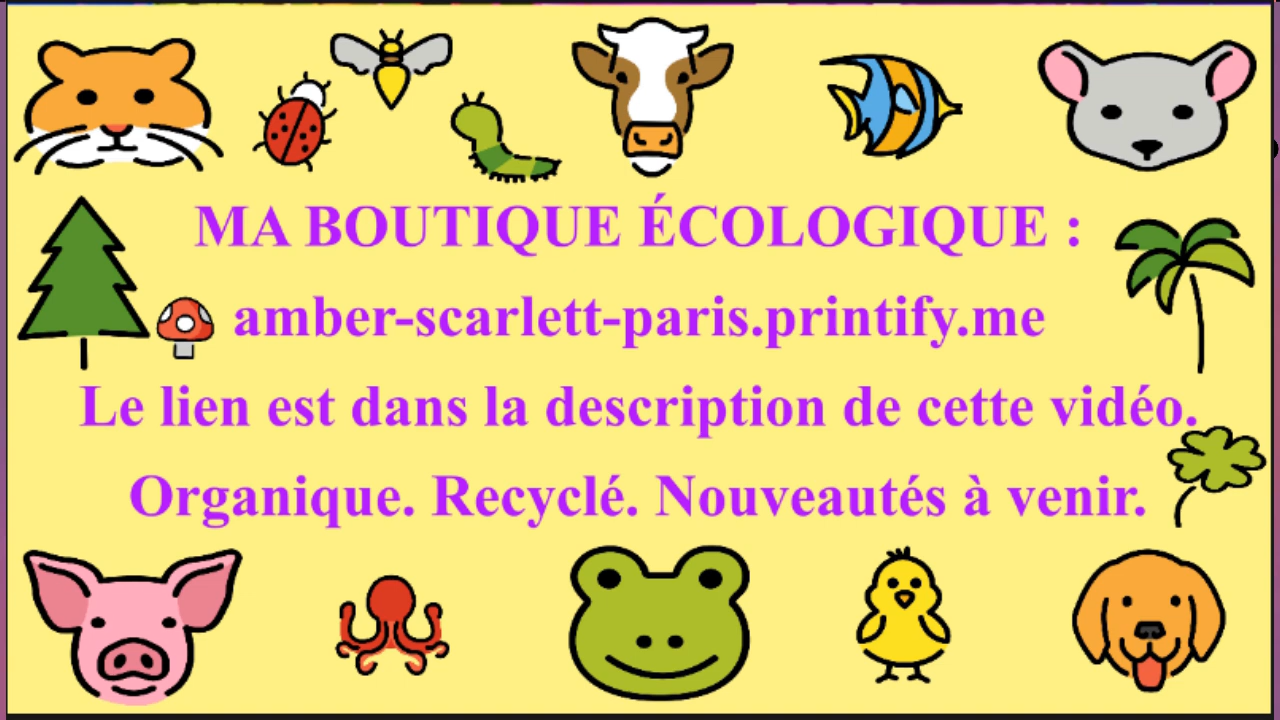 MA BOUTIQUE ÉCOLOGIQUE :
amber-scarlett-paris.printify.me
Le lien est dans la description de cette vidéo.
Organique. Recyclé. Nouveautés à venir.